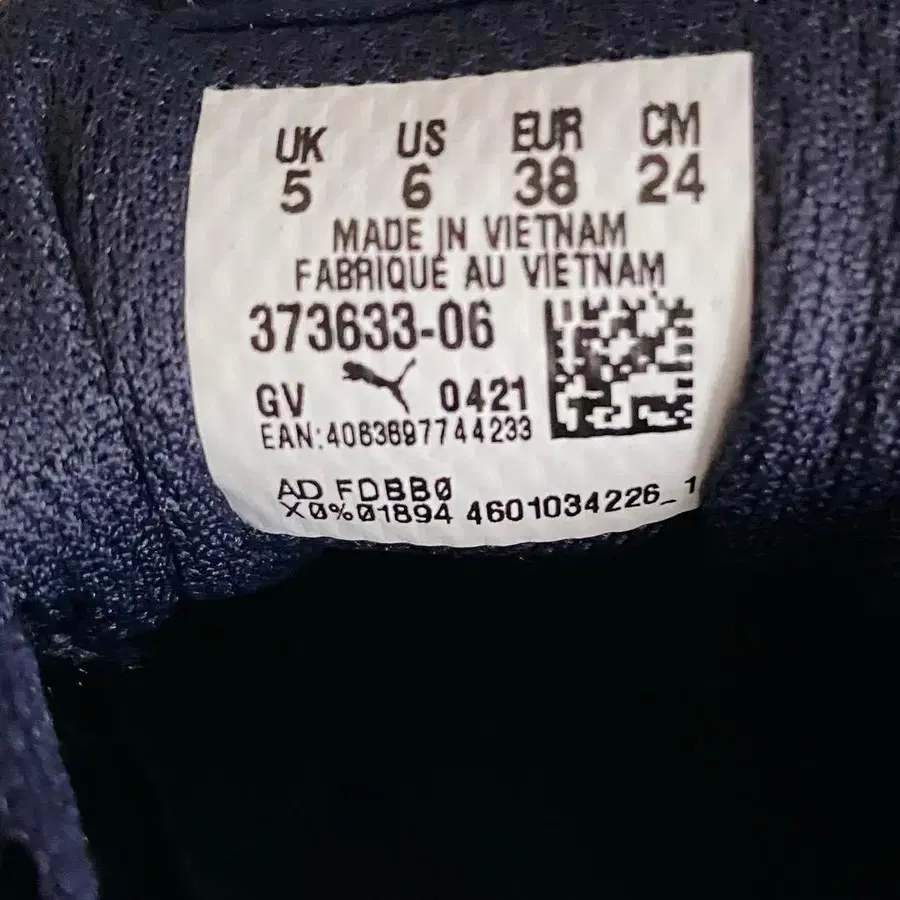 UK US EUR CM
5 6 38 24
MADE IN VIETNAM
FABRIQUÉ AU VIETNAM
373633-06
GV 0421
EAN:4063697744233
AD FDBB0
X0%01894 4601034226_1